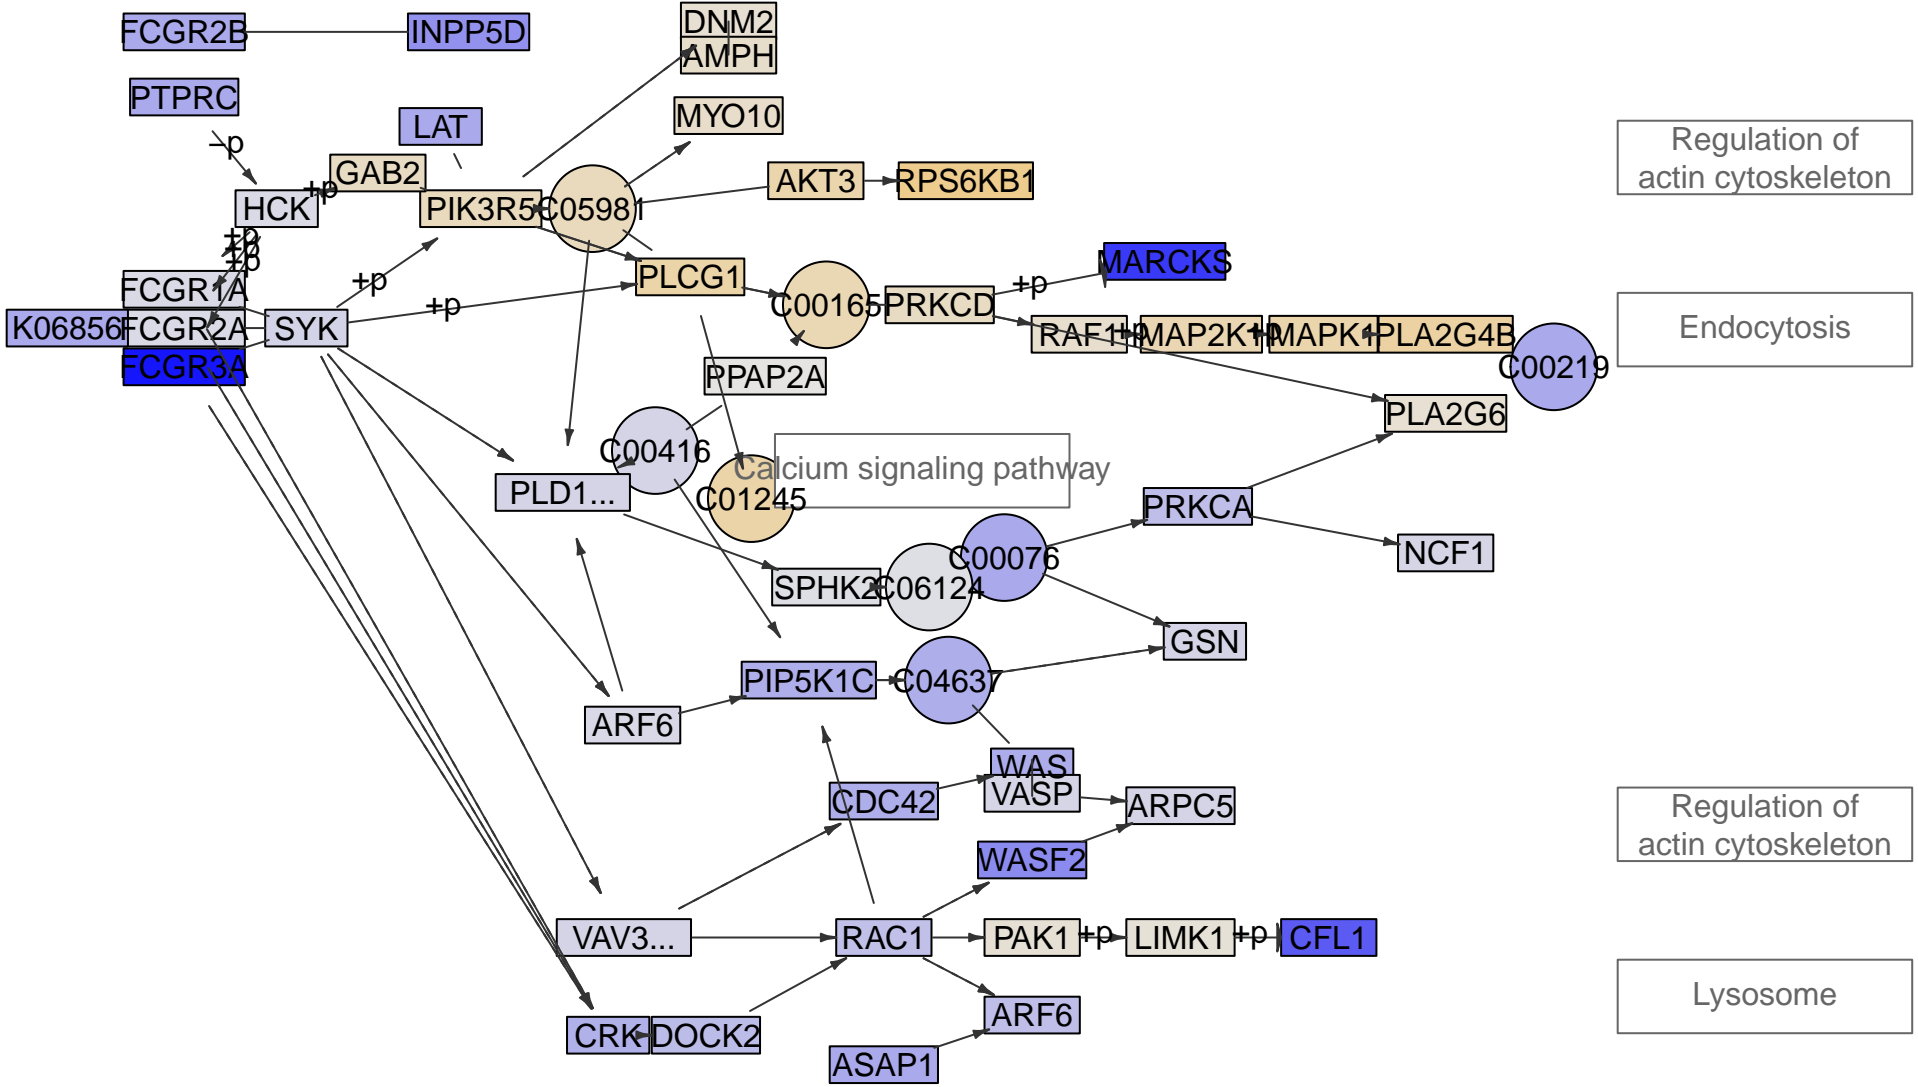 FCGR2B
INPP5D
DNM2
AMPH
PTPRC
LAT
MYO10
Regulation of
actin cytoskeleton
–p
GAB2
+p
AKT3
RPS6KB1
HCK
PIK3R5
C05981
+p
+p
+p
MARCKS
FCGR1A
+p
PLCG1
+p
C00165
PRKCD
+p
K06856
FCGR2A
SYK
RAF1
+p
MAP2K1
+p
MAPK1
PLA2G4B
Endocytosis
FCGR3A
PPAP2A
C00219
PLA2G6
C00416
Calcium signaling pathway
PLD1...
C01245
PRKCA
C00076
NCF1
SPHK2
C06124
GSN
PIP5K1C
C04637
ARF6
WAS
VASP
CDC42
ARPC5
Regulation of
actin cytoskeleton
WASF2
VAV3...
RAC1
PAK1
+p
LIMK1
+p
CFL1
Lysosome
ARF6
CRK
DOCK2
ASAP1